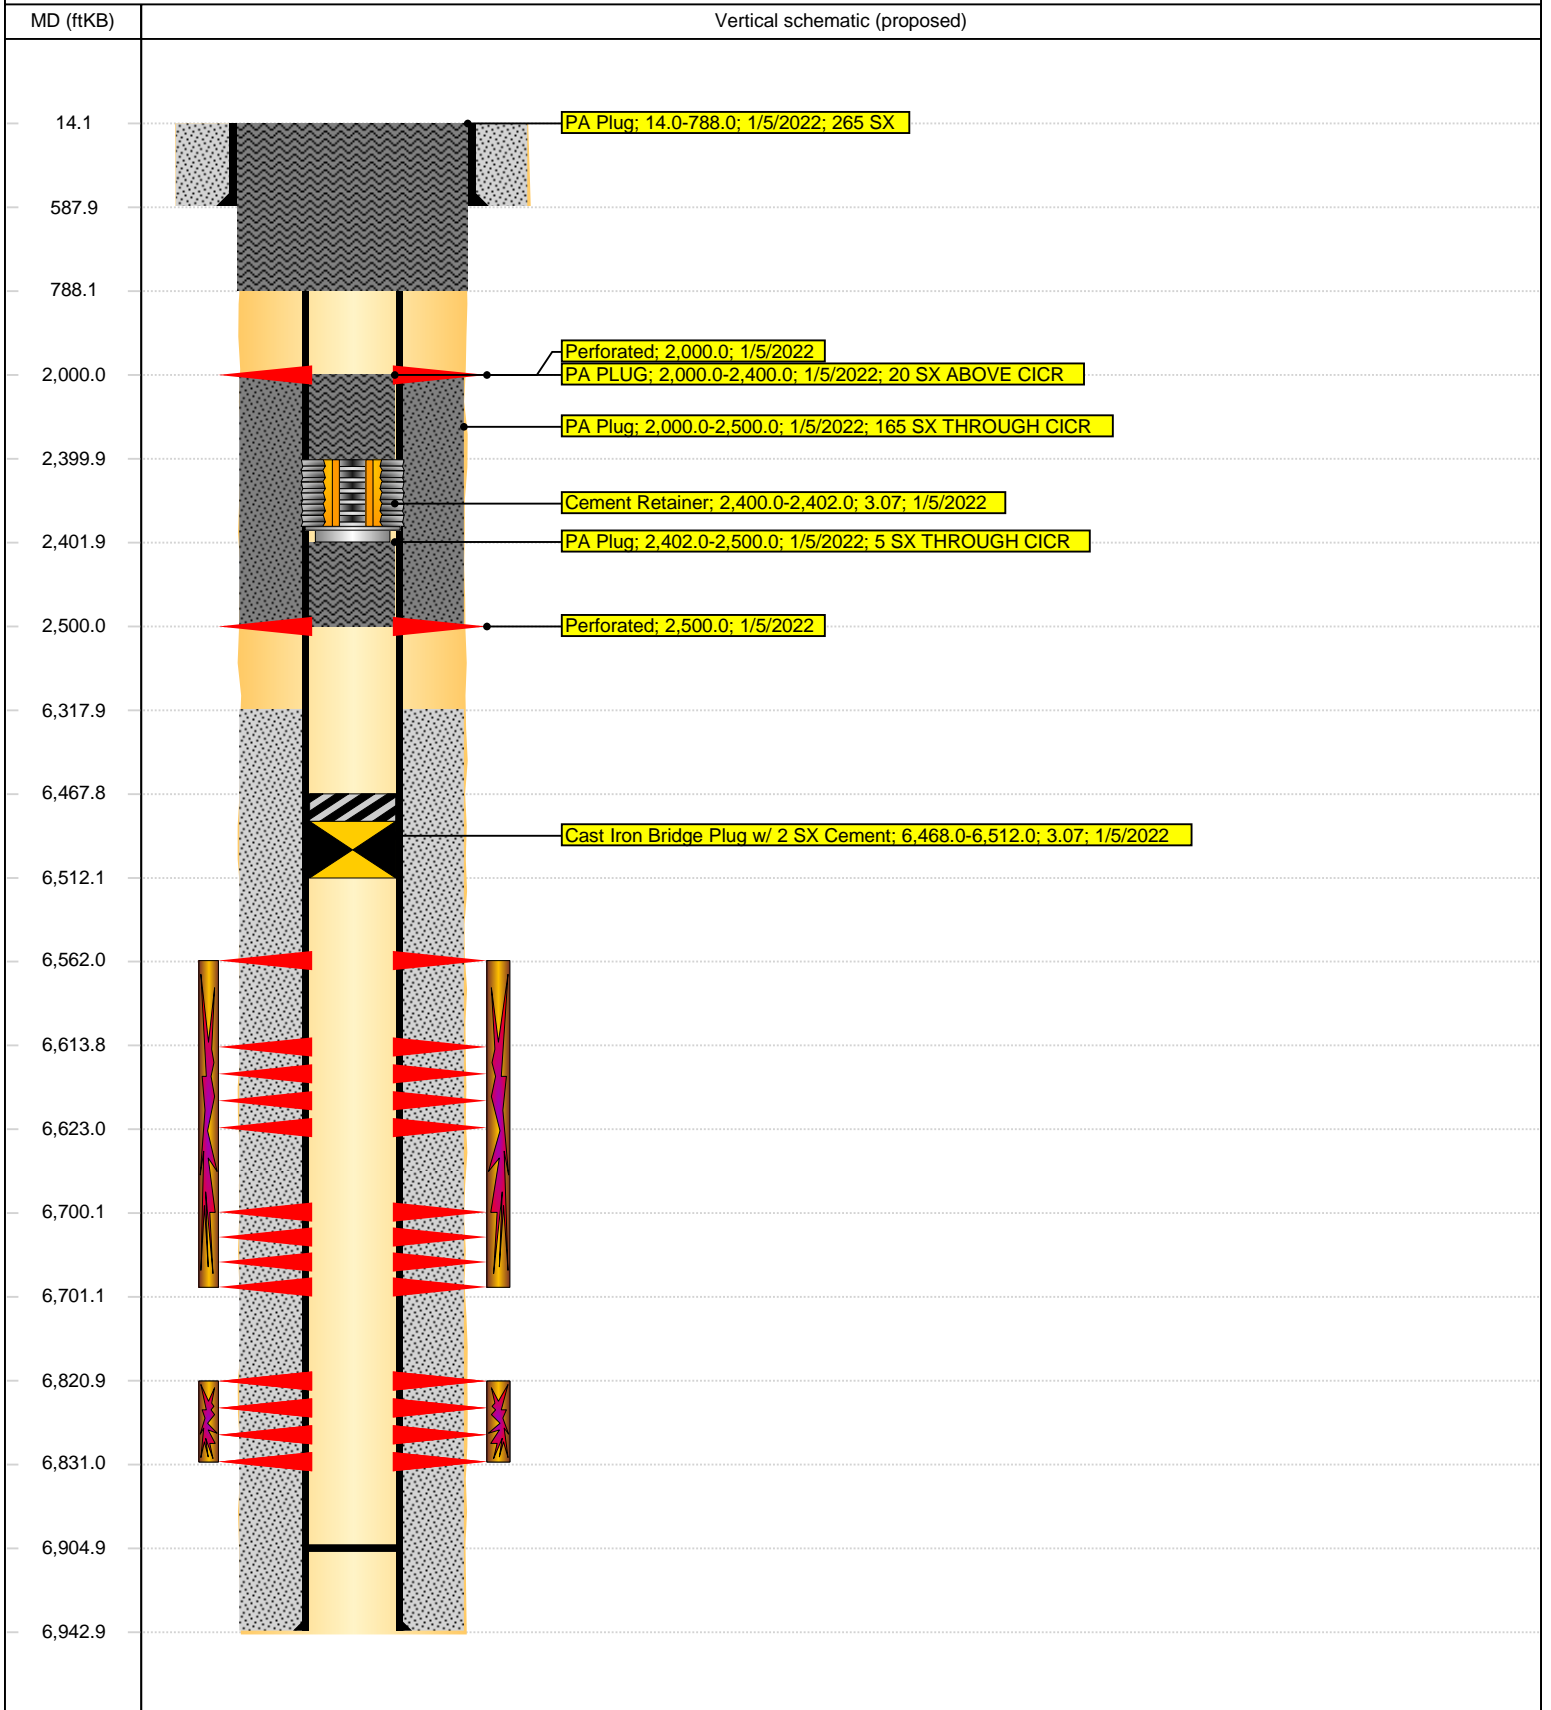 MD (ftKB)
Vertical schematic (proposed)
14.1
PA Plug; 14.0-788.0; 1/5/2022; 265 SX
587.9
788.1
Perforated; 2,000.0; 1/5/2022
2,000.0
PA PLUG; 2,000.0-2,400.0; 1/5/2022; 20 SX ABOVE CICR
PA Plug; 2,000.0-2,500.0; 1/5/2022; 165 SX THROUGH CICR
2,399.9
Cement Retainer; 2,400.0-2,402.0; 3.07; 1/5/2022
2,401.9
PA Plug; 2,402.0-2,500.0; 1/5/2022; 5 SX THROUGH CICR
2,500.0
Perforated; 2,500.0; 1/5/2022
6,317.9
6,467.8
Cast Iron Bridge Plug w/ 2 SX Cement; 6,468.0-6,512.0; 3.07; 1/5/2022
6,512.1
6,562.0
6,613.8
6,623.0
6,700.1
6,701.1
6,820.9
6,831.0
6,904.9
6,942.9